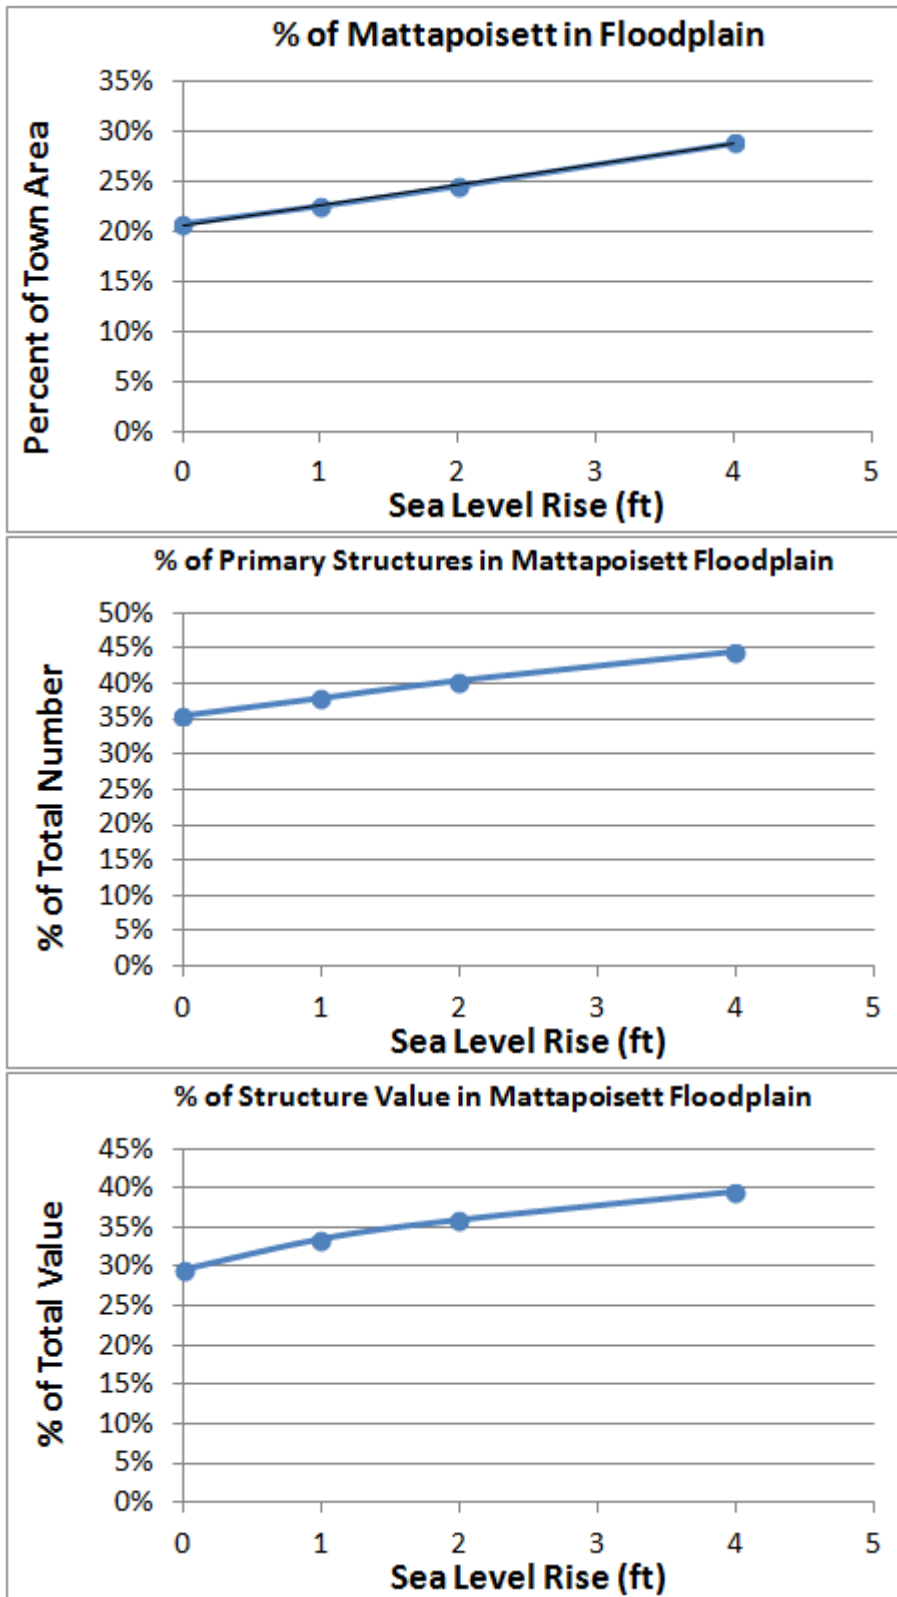 % of Mattapoisett in Floodplain
Percent of Town Area
35%
30%
25%
20%
15%
10%
5%
0%
0 1 2 3 4 5
Sea Level Rise (ft)
% of Primary Structures in Mattapoisett Floodplain
% of Total Number
50%
45%
40%
35%
30%
25%
20%
15%
10%
5%
0%
0 1 2 3 4 5
Sea Level Rise (ft)
% of Structure Value in Mattapoisett Floodplain
% of Total Value
45%
40%
35%
30%
25%
20%
15%
10%
5%
0%
0 1 2 3 4 5
Sea Level Rise (ft)